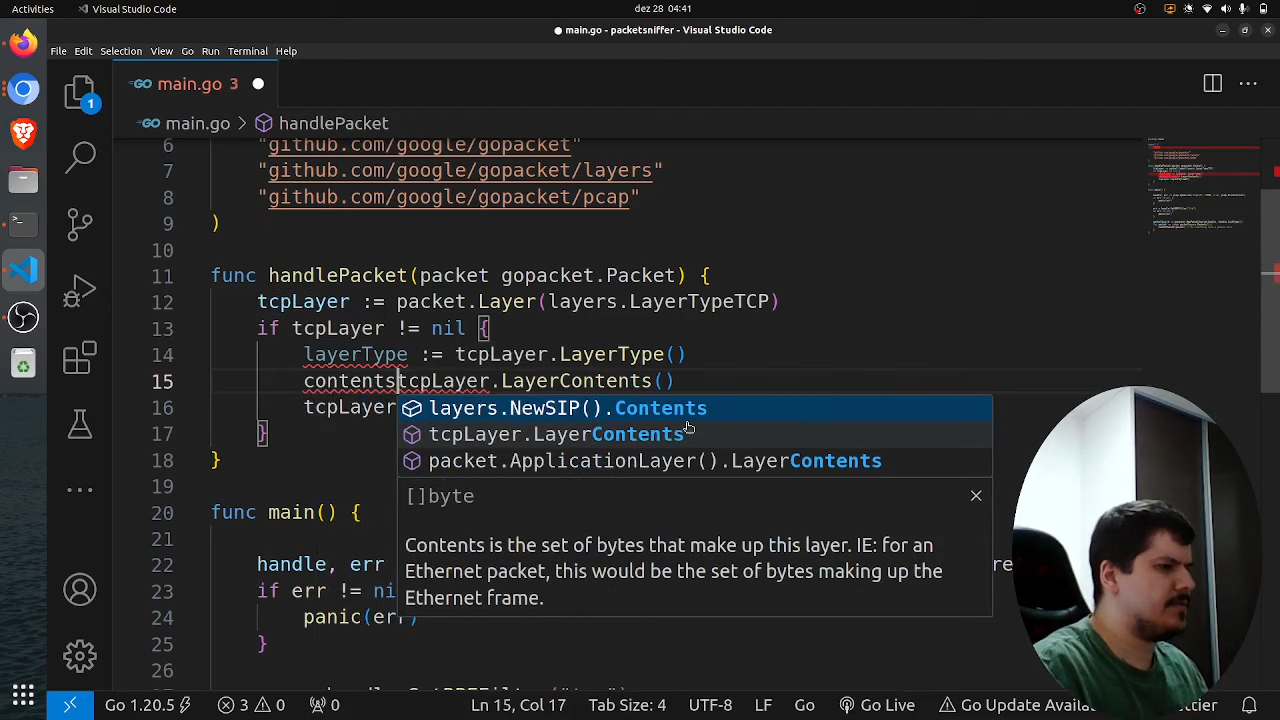 Activities
Visual Studio Code
dez 28 04:41
main.go - packetsniffer - Visual Studio Code
File Edit Selection View Go Run Terminal Help
main.go 3
main.go > handlePacket
1
6 "github.com/google/gopacket"
7 "github.com/google/gopacket/layers"
8 "github.com/google/gopacket/pcap"
9 )
10
11 func handlePacket(packet gopacket.Packet) {
12 tcpLayer := packet.Layer(layers.LayerTypeTCP)
13 if tcpLayer != nil {
14 layerType := tcpLayer.LayerType()
15 contentstcpLayer.LayerContents()
16 tcpLayer
17 }
18 }
19
20 func main() {
21
22 handle, err
23 if err != ni
24 panic(err)
25 }
26
layers.NewSIP().Contents
tcpLayer.LayerContents
packet.ApplicationLayer().LayerContents
[]byte
Contents is the set of bytes that make up this layer. IE: for an
Ethernet packet, this would be the set of bytes making up the
Ethernet frame.
Go 1.20.5 3 0 0 Ln 15, Col 17 Tab Size: 4 UTF-8 LF Go Go Live Go Update Availa